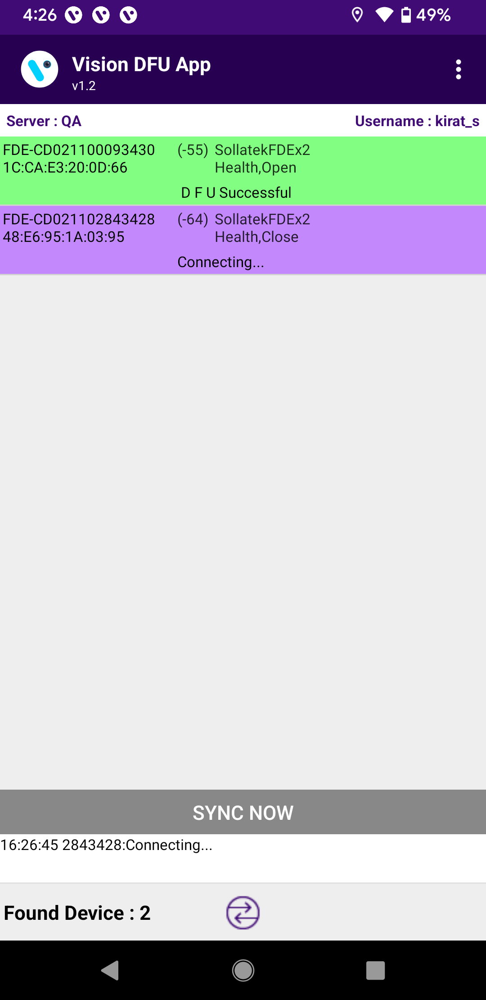 4:26
49%
Vision DFU App
v1.2
Server : QA
Username : kirat_s
FDE-CD021100093430 (-55) SollatekFDEx2
1C:CA:E3:20:0D:66 Health,Open
D F U Successful
FDE-CD021102843428 (-64) SollatekFDEx2
48:E6:95:1A:03:95 Health,Close
Connecting...
SYNC NOW
16:26:45 2843428:Connecting...
Found Device : 2